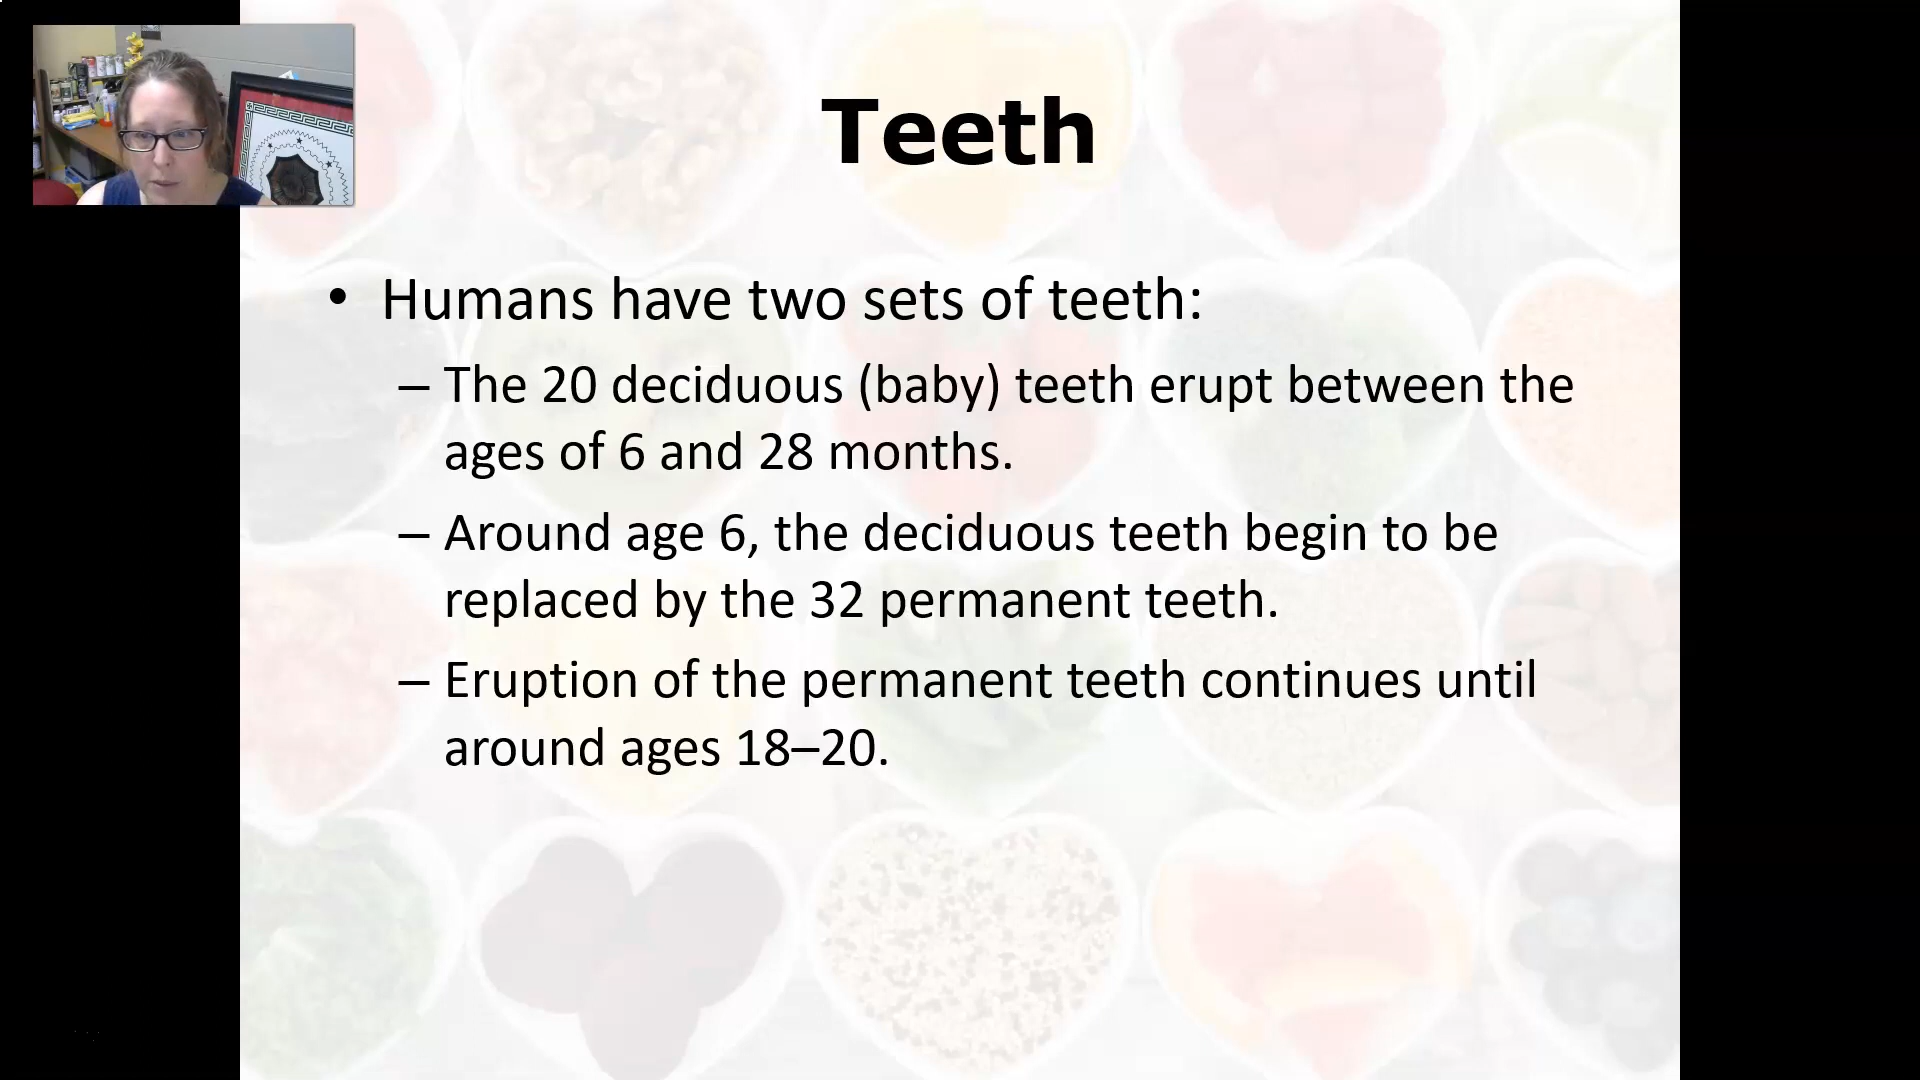 Teeth
• Humans have two sets of teeth:
– The 20 deciduous (baby) teeth erupt between the
ages of 6 and 28 months.
– Around age 6, the deciduous teeth begin to be
replaced by the 32 permanent teeth.
– Eruption of the permanent teeth continues until
around ages 18–20.